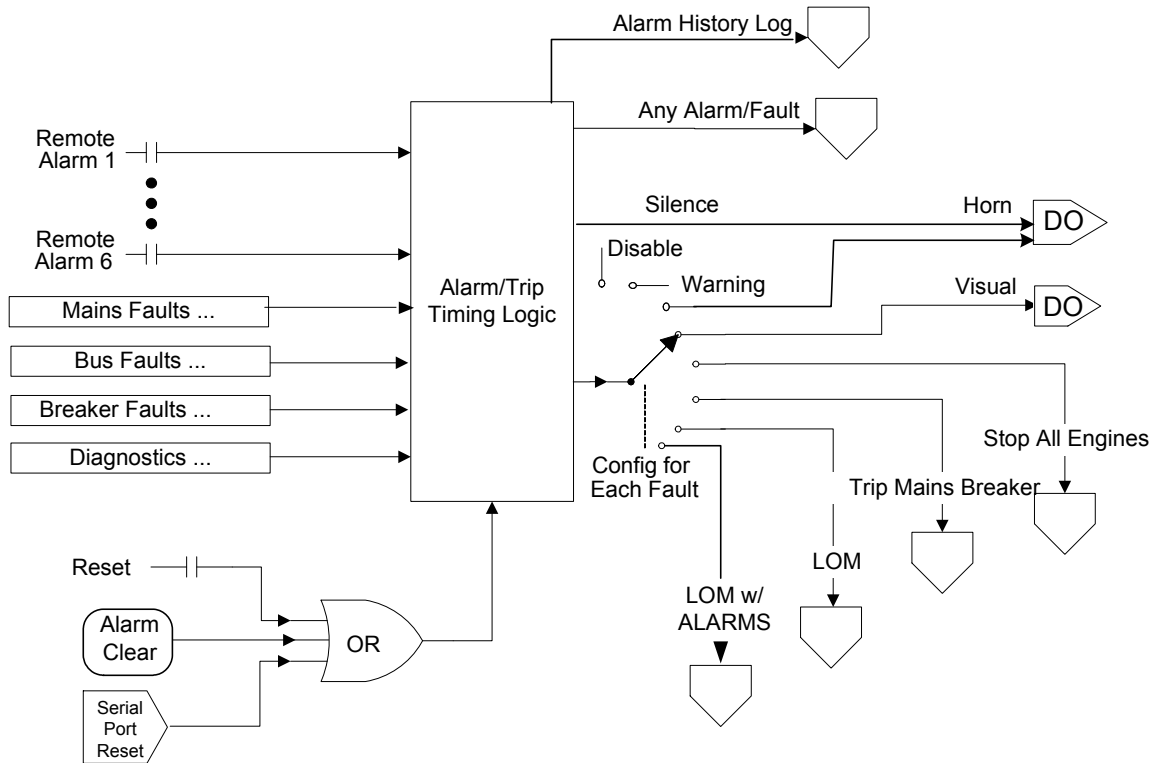 Alarm History Log
Any Alarm/Fault
Remote
Alarm 1
Remote
Alarm 6
Mains Faults ...
Bus Faults ...
Breaker Faults ...
Diagnostics ...
Alarm/Trip
Timing Logic
Silence
Horn
DO
Disable
Warning
Visual
DO
Config for
Each Fault
Stop All Engines
Trip Mains Breaker
LOM
LOM w/
ALARMS
Reset
Alarm
Clear
Serial
Port
Reset
OR